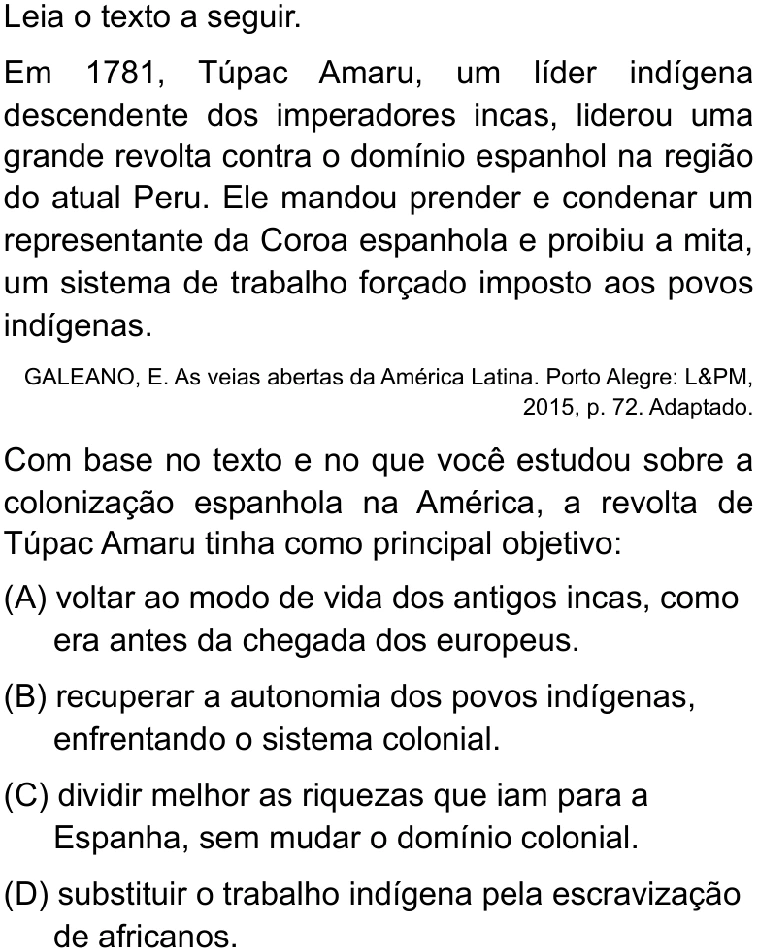 Leia o texto a seguir.
Em 1781, Túpac Amaru, um líder indígena
descendente dos imperadores incas, liderou uma
grande revolta contra o domínio espanhol na região
do atual Peru. Ele mandou prender e condenar um
representante da Coroa espanhola e proibiu a mita,
um sistema de trabalho forçado imposto aos povos
indígenas.
GALEANO, E. As veias abertas da América Latina. Porto Alegre: L&PM,
2015, p. 72. Adaptado.
Com base no texto e no que você estudou sobre a
colonização espanhola na América, a revolta de
Túpac Amaru tinha como principal objetivo:
(A) voltar ao modo de vida dos antigos incas, como
era antes da chegada dos europeus.
(B) recuperar a autonomia dos povos indígenas,
enfrentando o sistema colonial.
(C) dividir melhor as riquezas que iam para a
Espanha, sem mudar o domínio colonial.
(D) substituir o trabalho indígena pela escravização
de africanos.